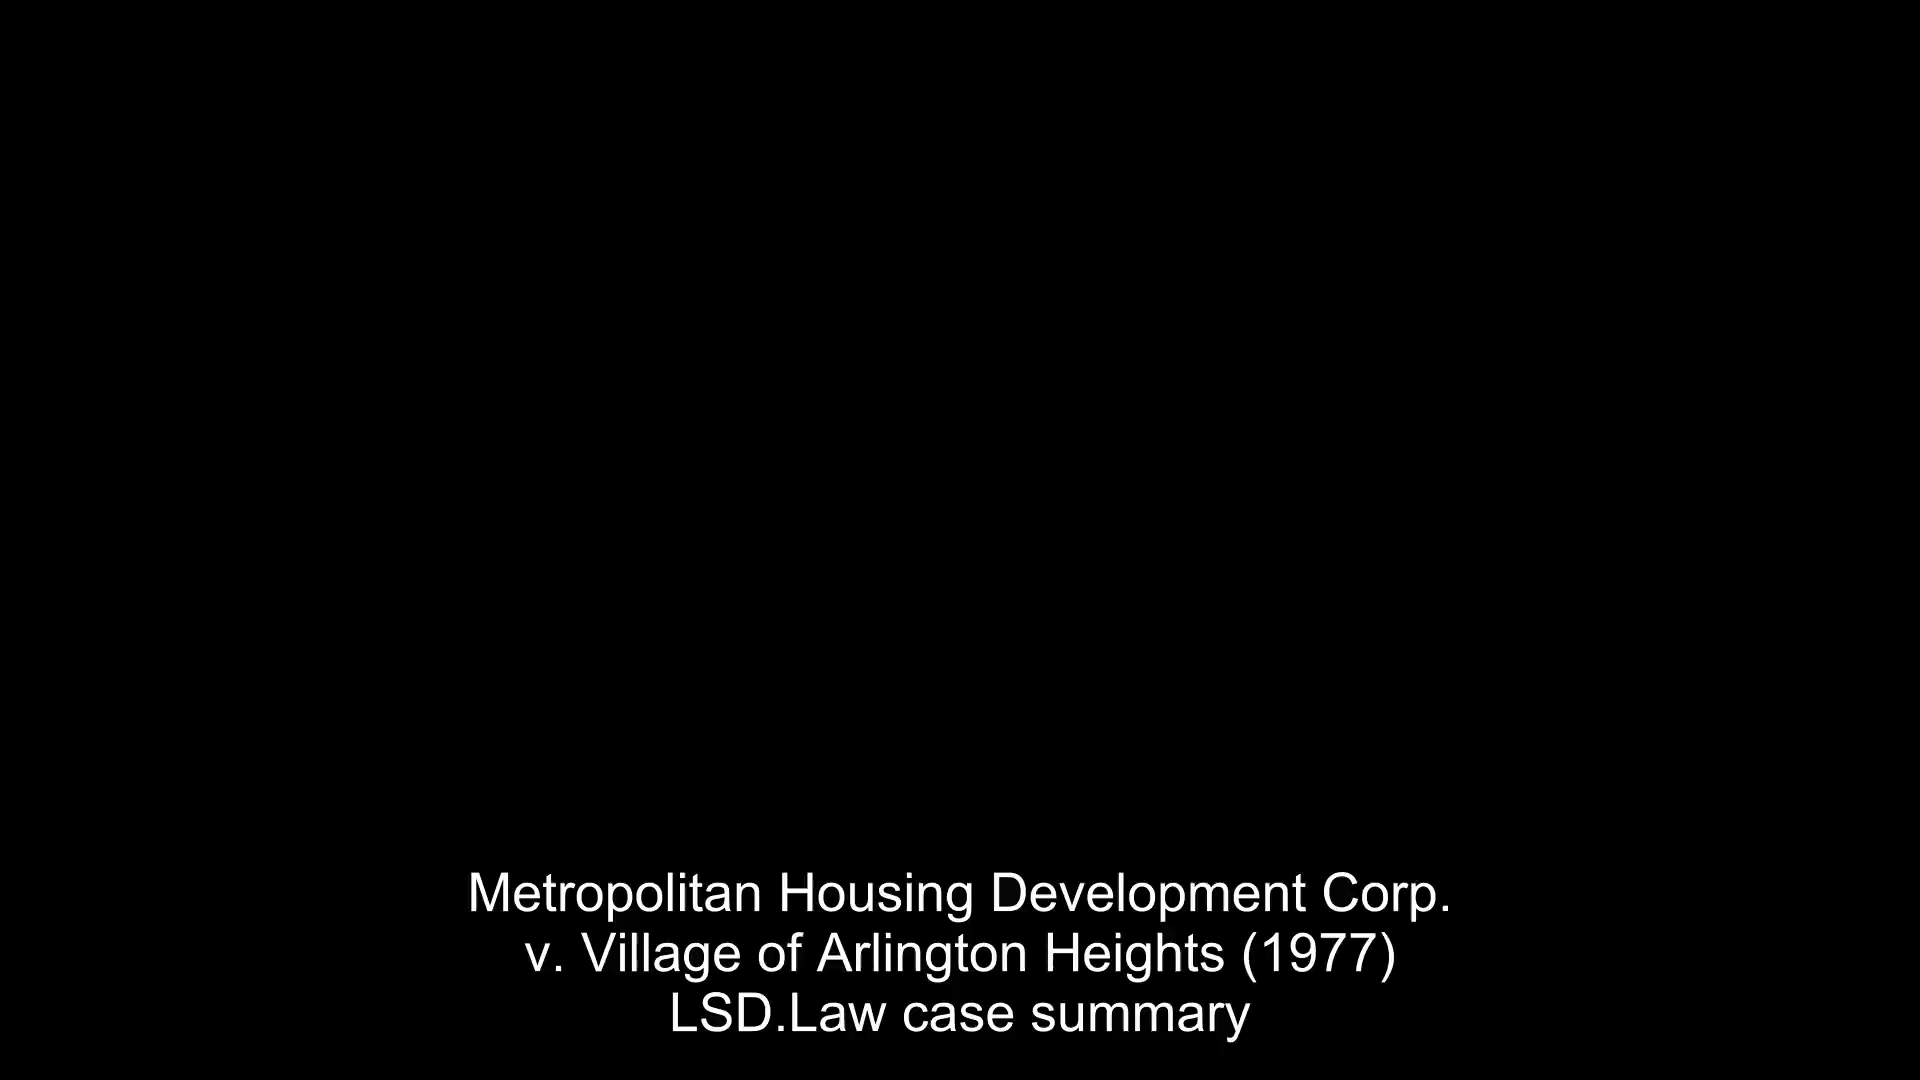 Metropolitan Housing Development Corp.
v. Village of Arlington Heights (1977)
LSD.Law case summary